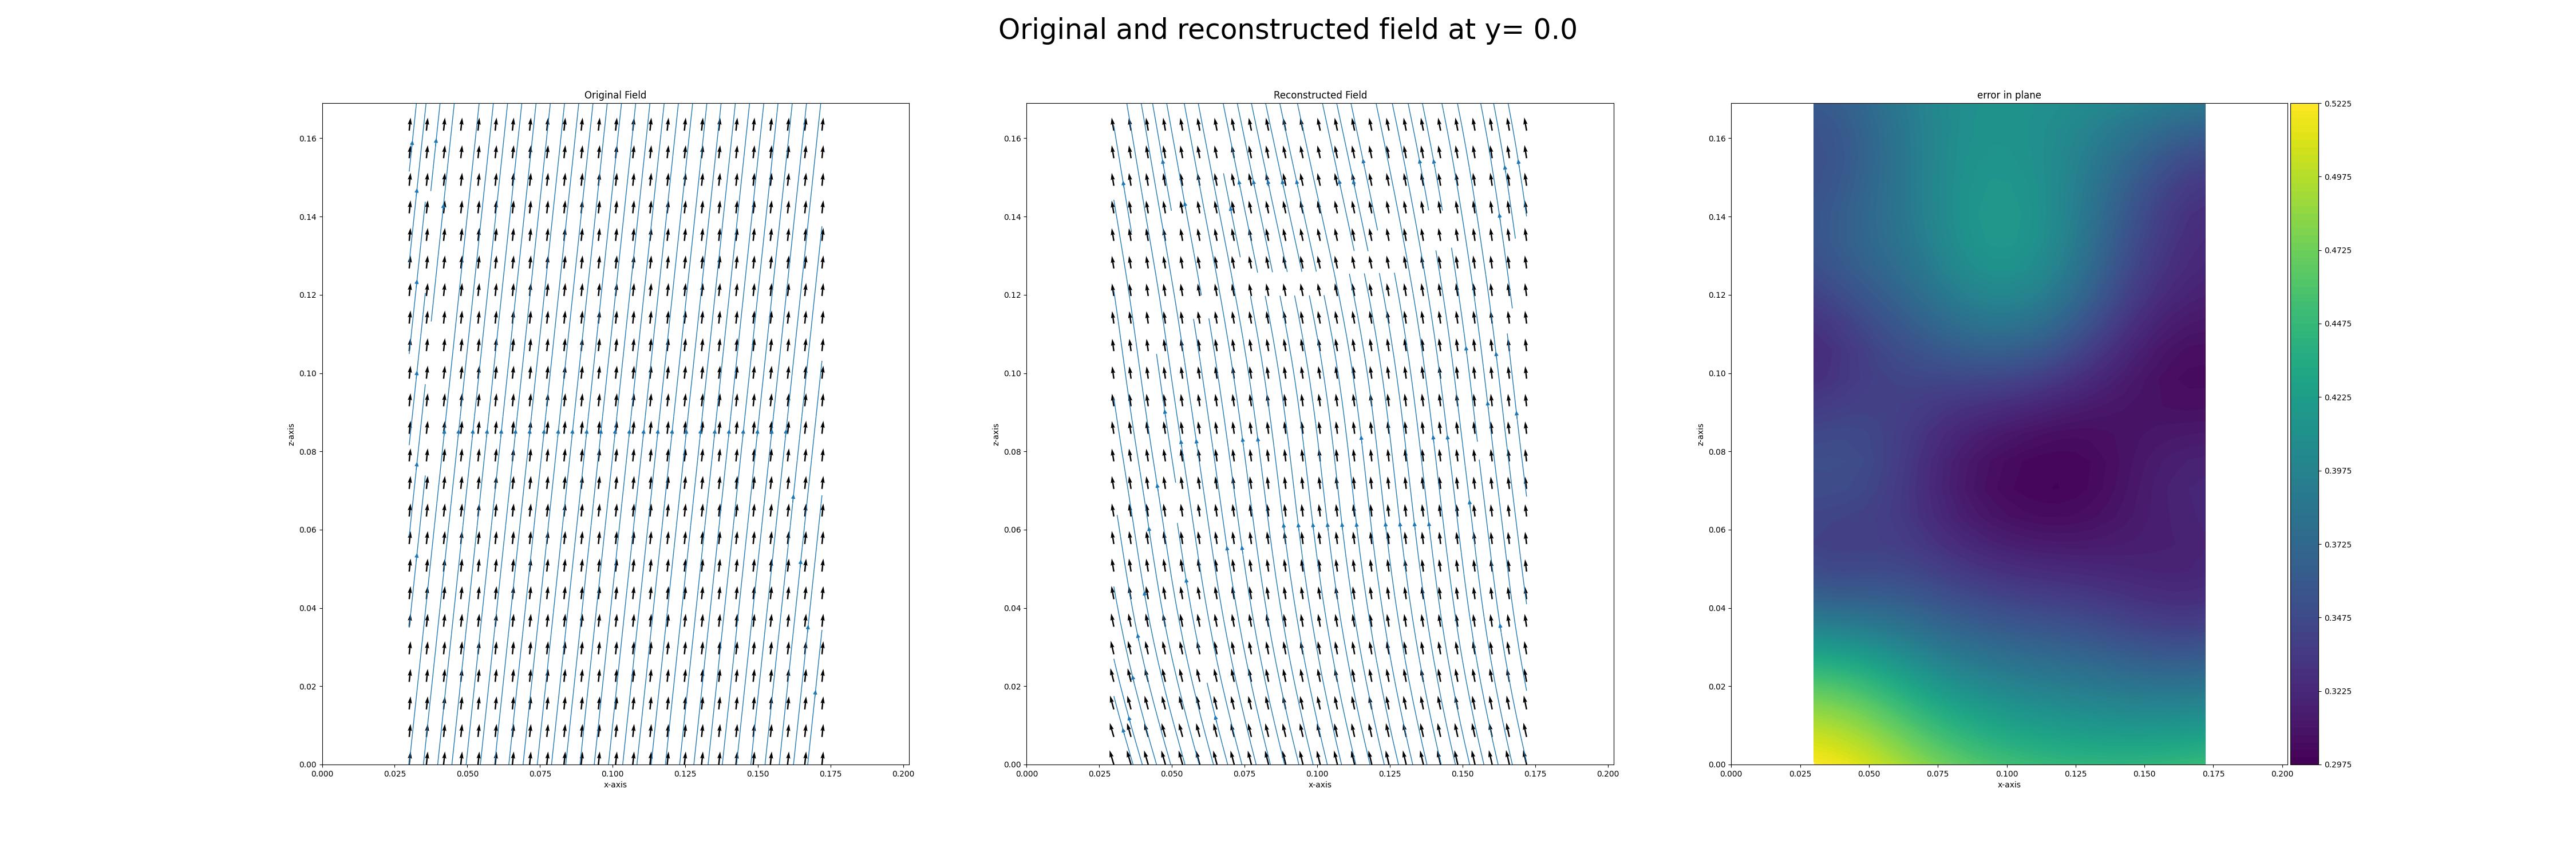 Original and reconstructed field at y= 0.0
Original Field
0.16
0.14
0.12
0.10
0.08
0.06
0.04
0.02
0.00
z-axis
0.000 0.025 0.050 0.075 0.100 0.125 0.150 0.175 0.200
x-axis
Reconstructed Field
0.16
0.14
0.12
0.10
0.08
0.06
0.04
0.02
0.00
z-axis
0.000 0.025 0.050 0.075 0.100 0.125 0.150 0.175 0.200
x-axis
error in plane
0.16
0.14
0.12
0.10
0.08
0.06
0.04
0.02
0.00
z-axis
0.000 0.025 0.050 0.075 0.100 0.125 0.150 0.175 0.200
x-axis
0.5225
0.4975
0.4725
0.4475
0.4225
0.3975
0.3725
0.3475
0.3225
0.2975